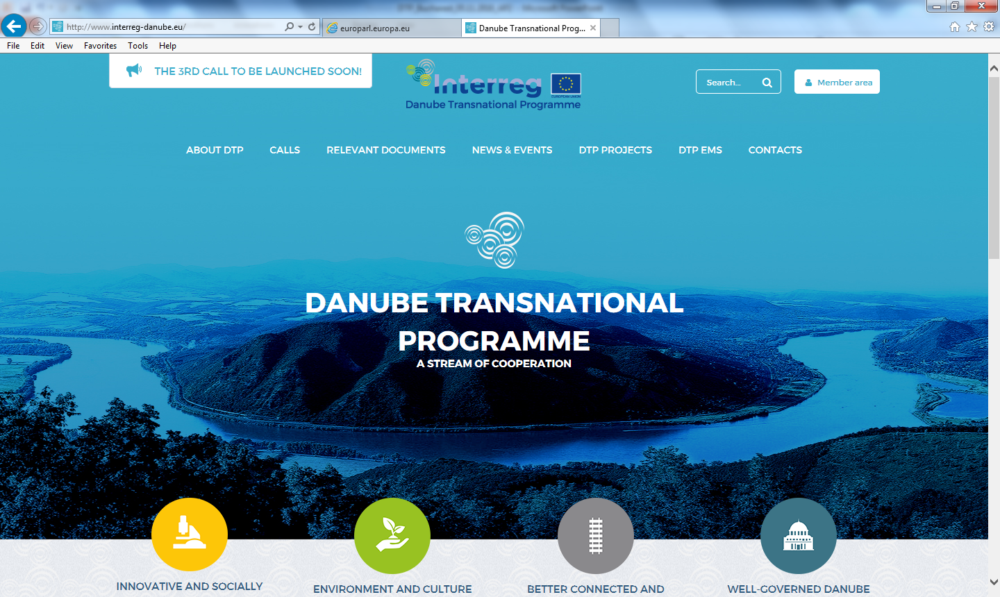 http://www.interreg-danube.eu/
europarl.europa.eu
Danube Transnational Prog...
File Edit View Favorites Tools Help
THE 3RD CALL TO BE LAUNCHED SOON!
Interreg
EUROPEAN UNION
Danube Transnational Programme
Search...
Member area
ABOUT DTP CALLS RELEVANT DOCUMENTS NEWS & EVENTS DTP PROJECTS DTP EMS CONTACTS
DANUBE TRANSNATIONAL
PROGRAMME
A STREAM OF COOPERATION
INNOVATIVE AND SOCIALLY
ENVIRONMENT AND CULTURE
BETTER CONNECTED AND
WELL-GOVERNED DANUBE